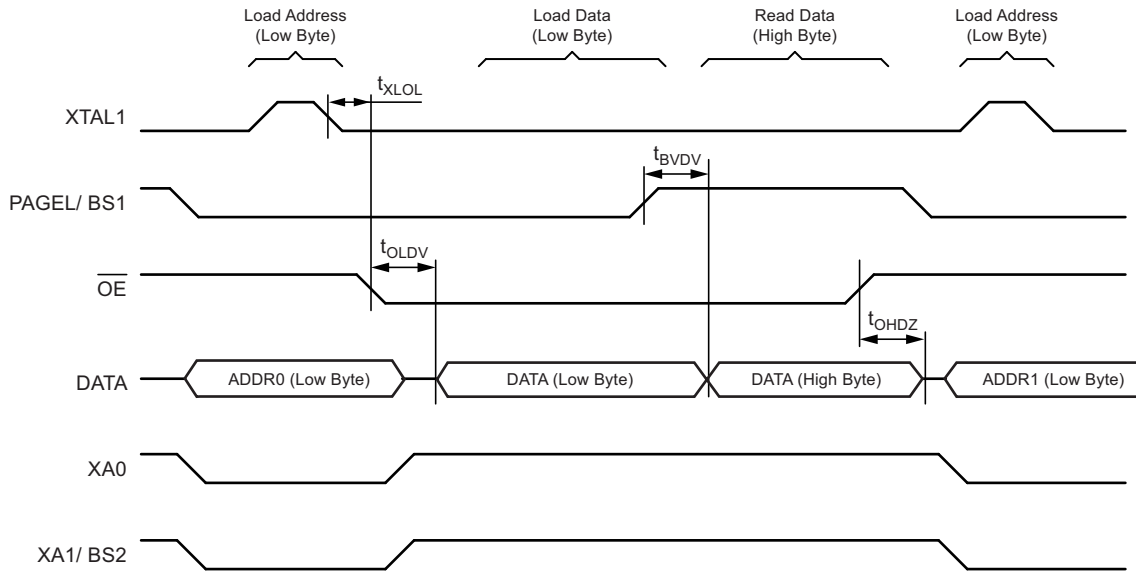 Load Address
(Low Byte)
Load Data
(Low Byte)
Read Data
(High Byte)
Load Address
(Low Byte)
tXLOL
XTAL1
tBVDV
PAGEL/ BS1
tOLDV
OE
tOHDZ
DATA
ADDR0 (Low Byte)
DATA (Low Byte)
DATA (High Byte)
ADDR1 (Low Byte)
XA0
XA1/ BS2